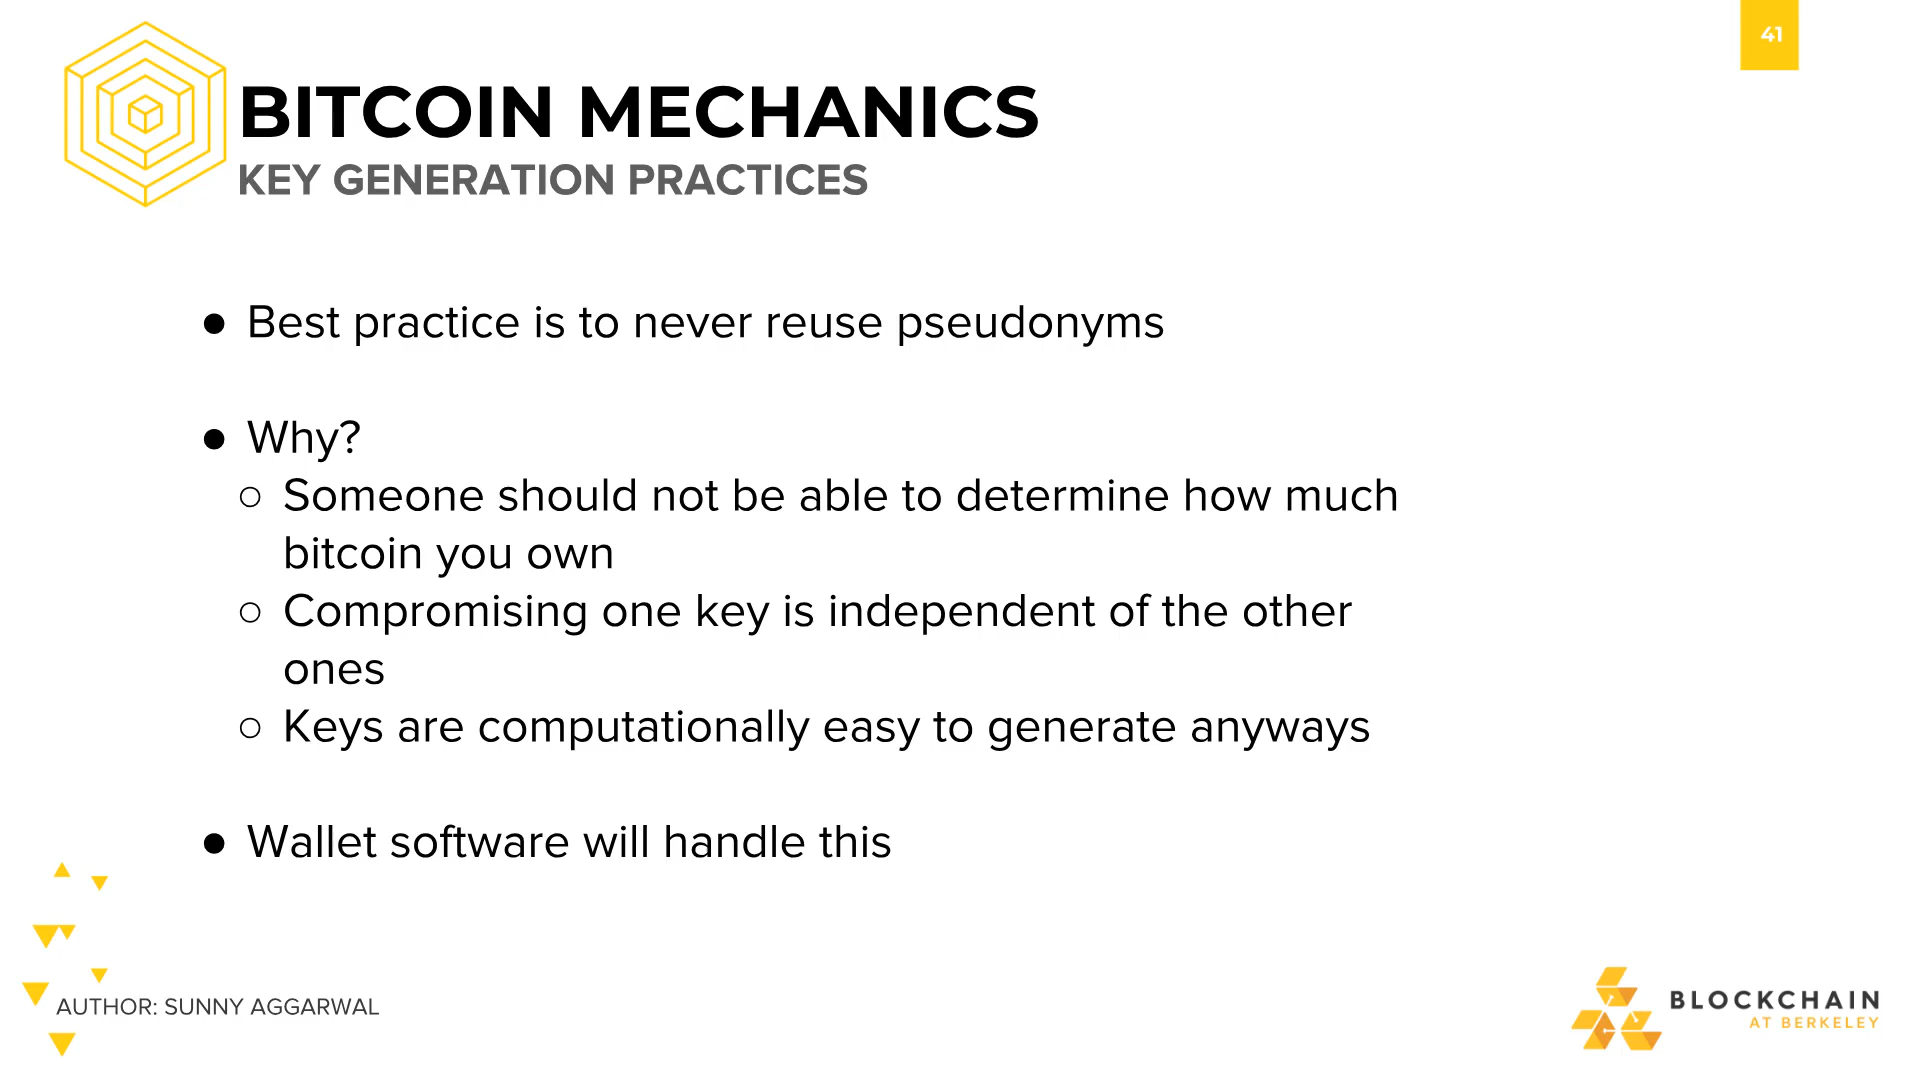 41
BITCOIN MECHANICS
KEY GENERATION PRACTICES
● Best practice is to never reuse pseudonyms
● Why?
○ Someone should not be able to determine how much
bitcoin you own
○ Compromising one key is independent of the other
ones
○ Keys are computationally easy to generate anyways
● Wallet software will handle this
AUTHOR: SUNNY AGGARWAL
BLOCKCHAIN
AT BERKELEY